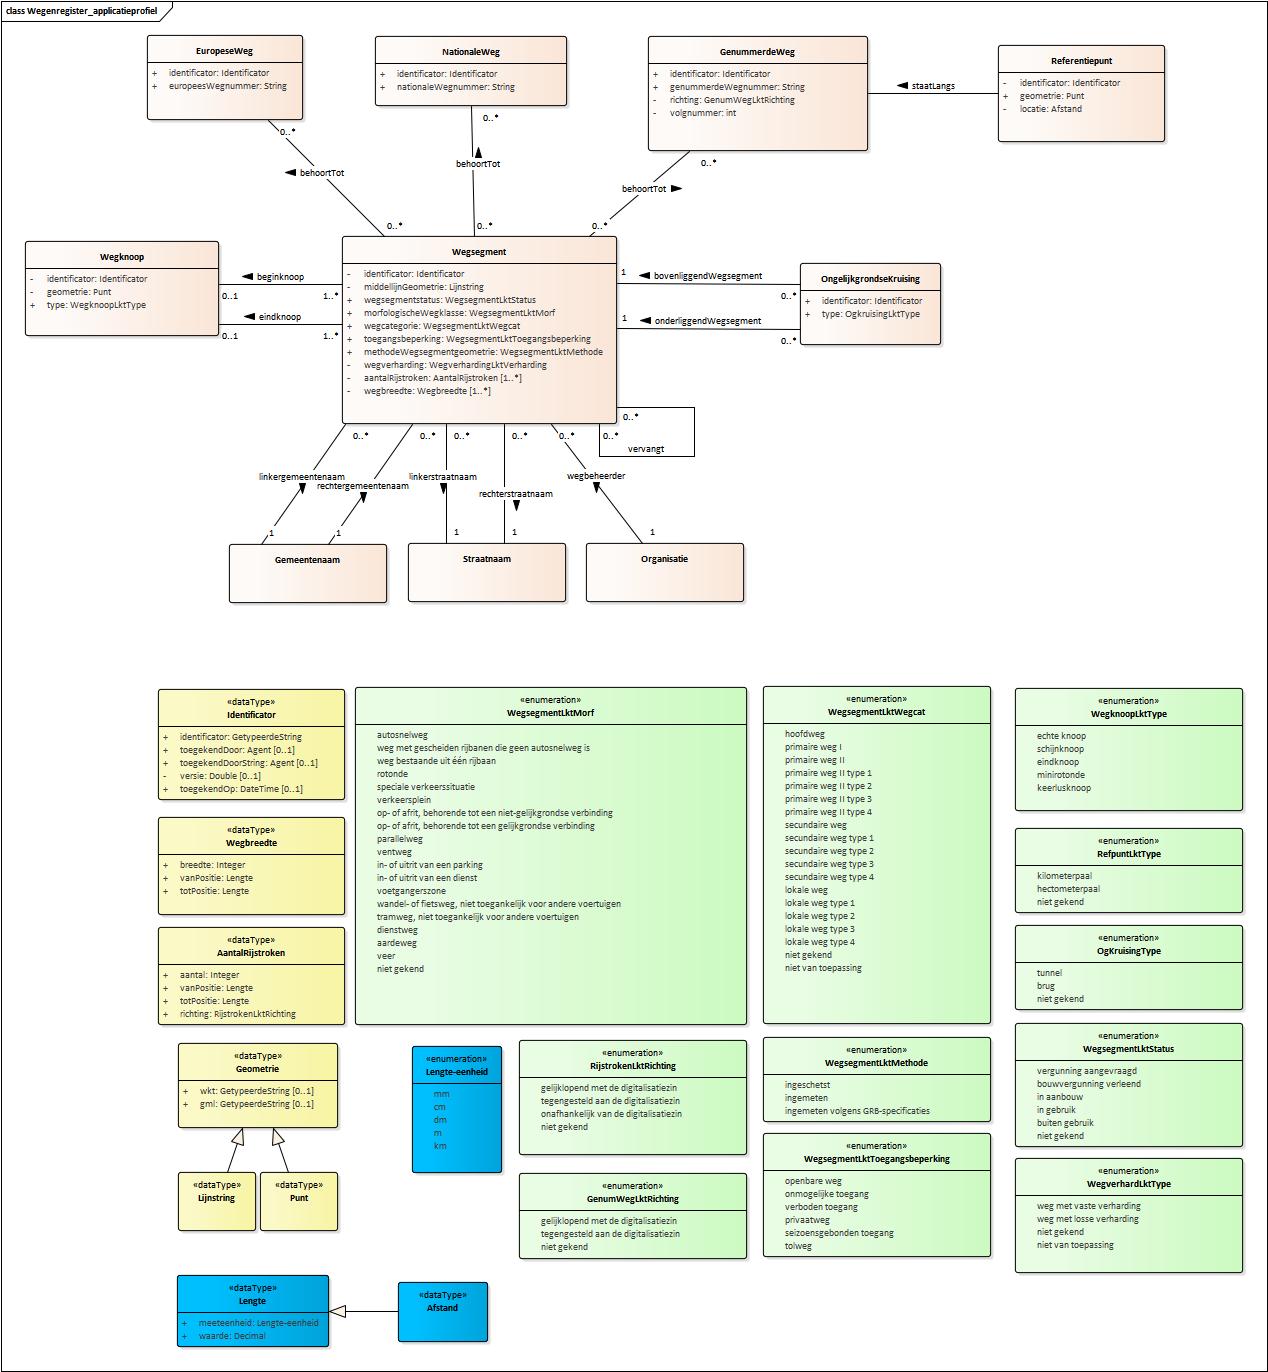 class Wegenregister_applicatieprofiel
EuropeseWeg
+ identificator: Identificator
+ europeesWegnummer: String
NationaleWeg
+ identificator: Identificator
+ nationaleWegnummer: String
GenummerdeWeg
+ identificator: Identificator
+ genummerdeWegnummer: String
- richting: GenumWegLktRichting
- volgnummer: int
Referentiepunt
- identificator: Identificator
+ geometrie: Punt
- locatie: Afstand
staatLangs
0..*
0..*
0..*
behoortTot
behoortTot
behoortTot
0..*
0..*
0..*
Wegknoop
- identificator: Identificator
- geometrie: Punt
+ type: WegknoopLktType
beginknoop
0..1
1..*
eindknoop
0..1
1..*
Wegsegment
- identificator: Identificator
- middellijnGeometrie: Lijnstring
+ wegsegmentstatus: WegsegmentLktStatus
+ morfologischeWegklasse: WegsegmentLktMorf
+ wegcategorie: WegsegmentLktWegcat
+ toegangsbeperking: WegsegmentLktToegangsbeperking
+ methodeWegsegmentgeometrie: WegsegmentLktMethode
- wegverharding: WegverhardingLktVerharding
- aantalRijstroken: AantalRijstroken [1..*]
- wegbreedte: Wegbreedte [1..*]
1
bovenliggendWegsegment
0..*
1
onderliggendWegsegment
0..*
OngelijkgrondseKruising
+ identificator: Identificator
+ type: OgkruisingLktType
0..*
0..*
vervangt
0..*
0..*
0..*
0..*
0..*
linkergemeentenaam
rechtergemeentenaam
linkerstraatnaam
rechterstraatnaam
wegbeheerder
1
1
1
1
1
Gemeentenaam
Straatnaam
Organisatie
«dataType»
Identificator
+ identificator: GetypeerdeString
+ toegekendDoor: Agent [0..1]
+ toegekendDoorString: Agent [0..1]
- versie: Double [0..1]
+ toegekendOp: DateTime [0..1]
«dataType»
Wegbreedte
+ breedte: Integer
+ vanPositie: Lengte
+ totPositie: Lengte
«dataType»
AantalRijstroken
+ aantal: Integer
+ vanPositie: Lengte
+ totPositie: Lengte
+ richting: RijstrokenLktRichting
«enumeration»
WegsegmentLktMorf
autosnelweg
weg met gescheiden rijbanen die geen autosnelweg is
weg bestaande uit één rijbaan
rotonde
speciale verkeerssituatie
verkeersplein
op- of afrit, behorende tot een niet-gelijkgrondse verbinding
op- of afrit, behorende tot een gelijkgrondse verbinding
parallelweg
ventweg
in- of uitrit van een parking
in- of uitrit van een dienst
voetgangerszone
wandel- of fietsweg, niet toegankelijk voor andere voertuigen
tramweg, niet toegankelijk voor andere voertuigen
dienstweg
aardeweg
veer
niet gekend
«enumeration»
WegsegmentLktWegcat
hoofdweg
primaire weg I
primaire weg II
primaire weg II type 1
primaire weg II type 2
primaire weg II type 3
primaire weg II type 4
secundaire weg
secundaire weg type 1
secundaire weg type 2
secundaire weg type 3
secundaire weg type 4
lokale weg
lokale weg type 1
lokale weg type 2
lokale weg type 3
lokale weg type 4
niet gekend
niet van toepassing
«enumeration»
WegknoopLktType
echte knoop
schijnknoop
eindknoop
minirotonde
keerlusknoop
«enumeration»
RefpuntLktType
kilometerpaal
hectometerpaal
niet gekend
«enumeration»
OgKruisingType
tunnel
brug
niet gekend
«dataType»
Geometrie
+ wkt: GetypeerdeString [0..1]
+ gml: GetypeerdeString [0..1]
«dataType»
Lijnstring
«dataType»
Punt
«enumeration»
Lengte-eenheid
mm
cm
dm
m
km
«enumeration»
RijstrokenLktRichting
gelijklopend met de digitalisatiezin
tegengesteld aan de digitalisatiezin
onafhankelijk van de digitalisatiezin
niet gekend
«enumeration»
GenumWegLktRichting
gelijklopend met de digitalisatiezin
tegengesteld aan de digitalisatiezin
niet gekend
«enumeration»
WegsegmentLktMethode
ingeschetst
ingemeten
ingemeten volgens GRB-specificaties
«enumeration»
WegsegmentLktToegangsbeperking
openbare weg
onmogelijke toegang
verboden toegang
privaatweg
seizoensgebonden toegang
tolweg
«enumeration»
WegsegmentLktStatus
vergunning aangevraagd
bouwvergunning verleend
in aanbouw
in gebruik
buiten gebruik
niet gekend
«enumeration»
WegverhardLktType
weg met vaste verharding
weg met losse verharding
niet gekend
niet van toepassing
«dataType»
Lengte
+ meeteenheid: Lengte-eenheid
+ waarde: Decimal
«dataType»
Afstand